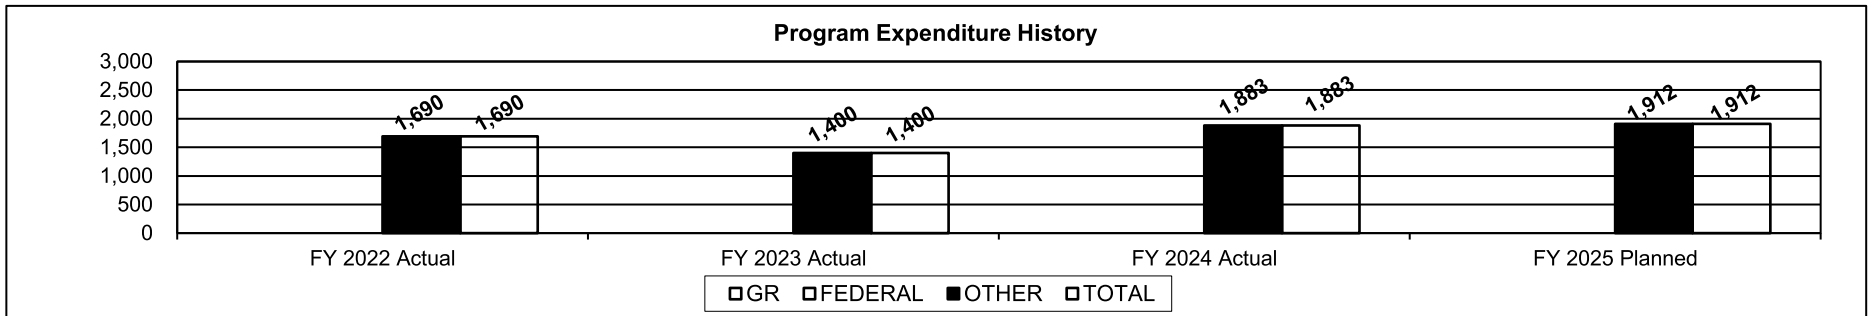 Program Expenditure History
3,000
2,500
2,000
1,500
1,000
500
0
1,690 1,690 1,400 1,400 1,883 1,883 1,912 1,912
FY 2022 Actual FY 2023 Actual FY 2024 Actual FY 2025 Planned
GR FEDERAL OTHER TOTAL